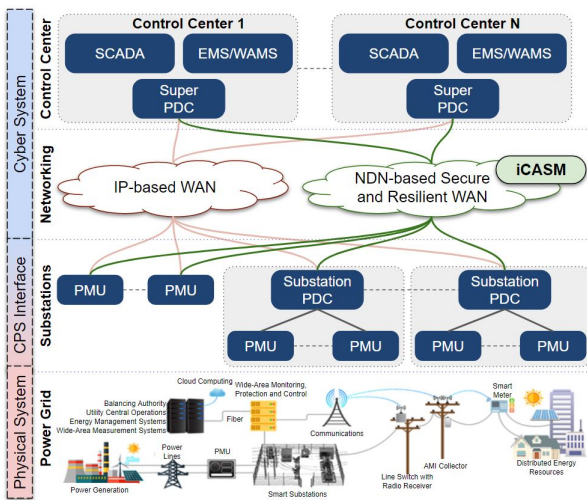 Control Center 1
Control Center N
SCADA
EMS/WAMS
SCADA
EMS/WAMS
Super
PDC
Super
PDC
Control Center
Cyber System
Networking
IP-based WAN
NDN-based Secure
and Resilient WAN
iCASM
CPS Interface
Substations
PMU
PMU
Substation
PDC
Substation
PDC
PMU
PMU
PMU
PMU
Physical System
Power Grid
Cloud Computing
Balancing Authority
Utility Central Operations
Energy Management Systems
Wide-Area Measurement Systems
Wide-Area Monitoring,
Protection and Control
Fiber
Communications
Smart
Meter
Power
Lines
PMU
Power Generation
Smart Substations
Line Switch with
Radio Receiver
AMI Collector
Distributed Energy
Resources